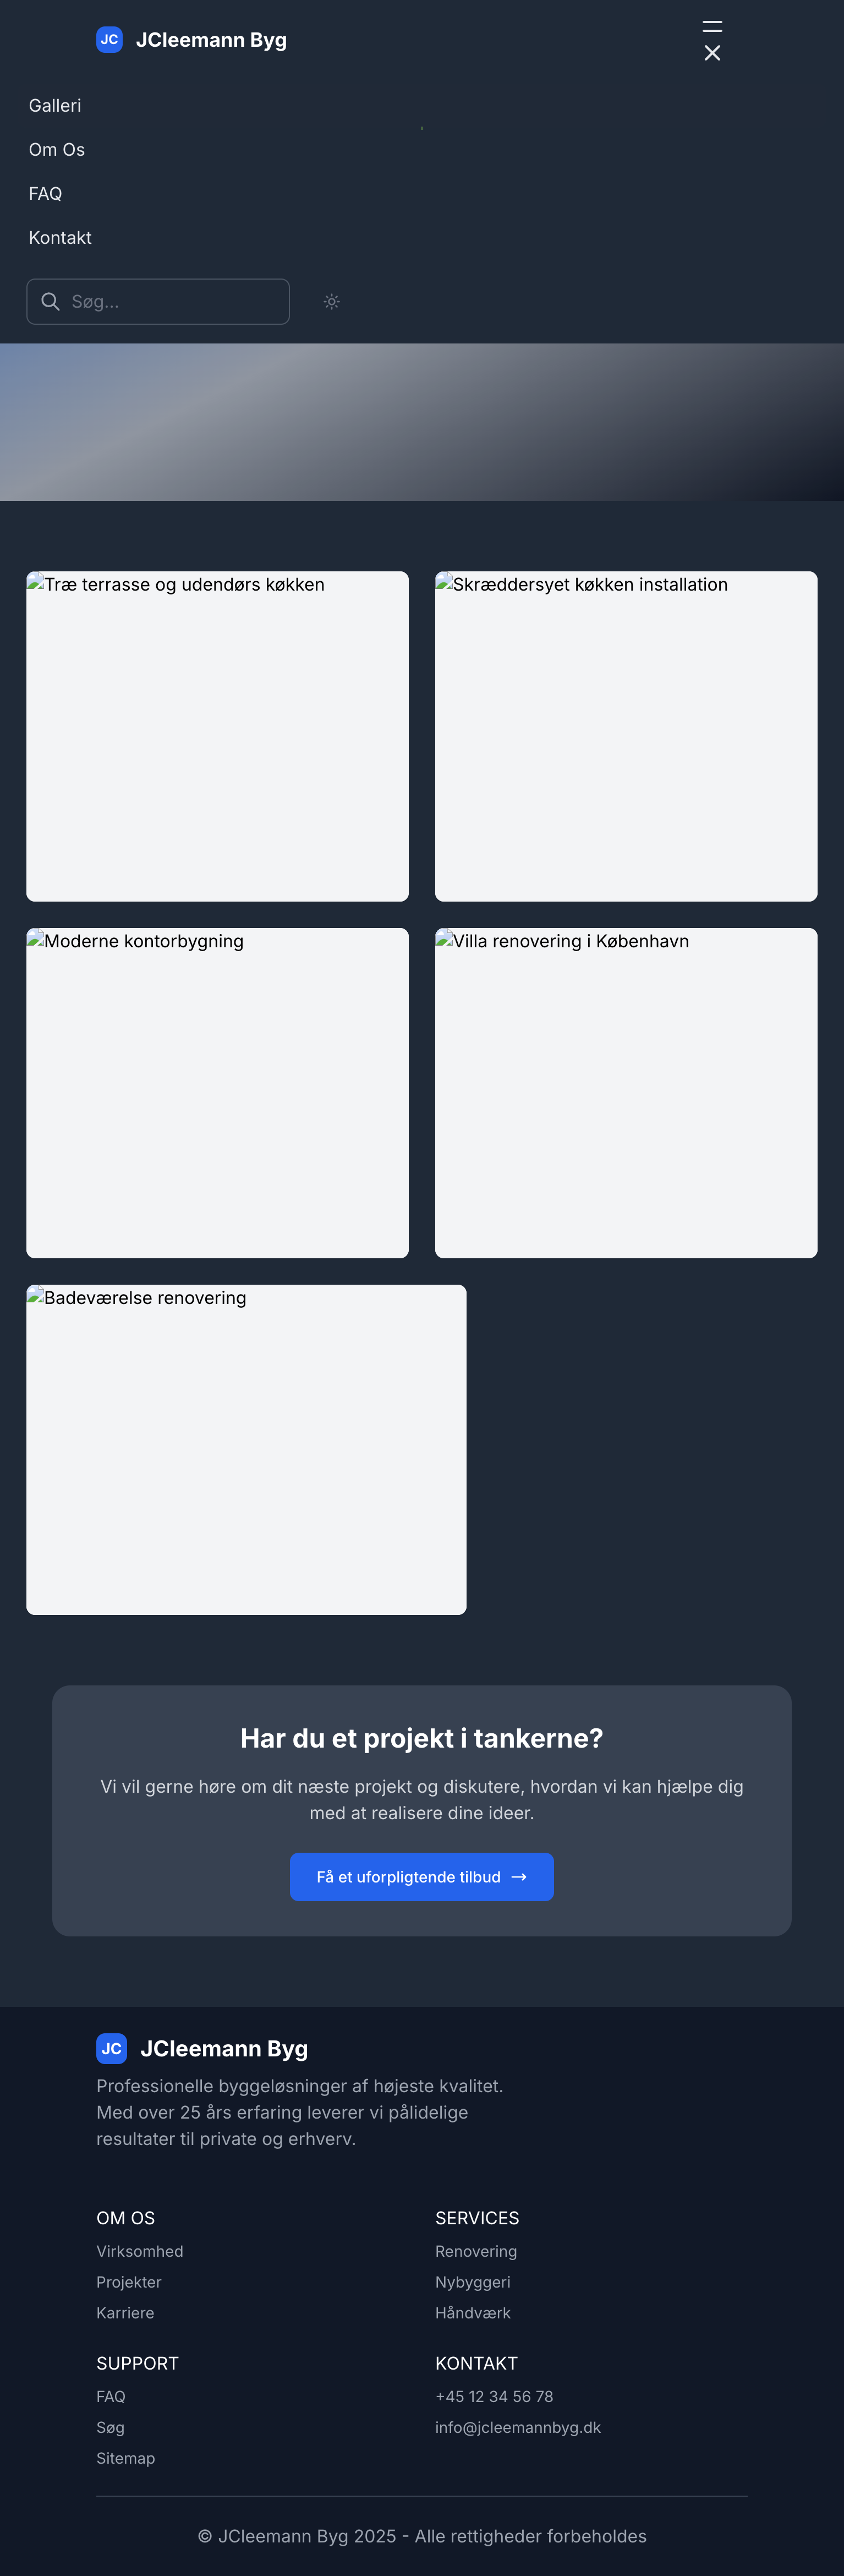 JC JCleemann Byg
Galleri
Om Os
FAQ
Kontakt
Søg...
Træ terrasse og udendørs køkken
Skræddersyet køkken installation
Moderne kontorbygning
Villa renovering i København
Badeværelse renovering
Har du et projekt i tankerne?
Vi vil gerne høre om dit næste projekt og diskutere, hvordan vi kan hjælpe dig
med at realisere dine ideer.
Få et uforpligtende tilbud →
JC JCleemann Byg
Professionelle byggeløsninger af højeste kvalitet.
Med over 25 års erfaring leverer vi pålidelige
resultater til private og erhverv.
OM OS
Virksomhed
Projekter
Karriere
SERVICES
Renovering
Nybyggeri
Håndværk
SUPPORT
FAQ
Søg
Sitemap
KONTAKT
+45 12 34 56 78
info@jcleemannbyg.dk
© JCleemann Byg 2025 - Alle rettigheder forbeholdes